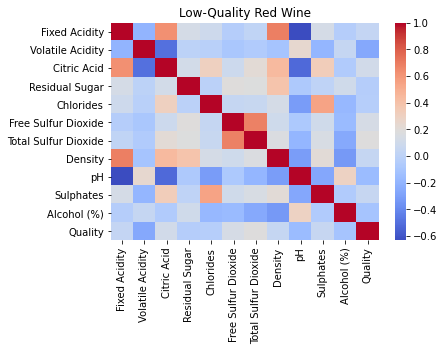 Low-Quality Red Wine
Fixed Acidity
Volatile Acidity
Citric Acid
Residual Sugar
Chlorides
Free Sulfur Dioxide
Total Sulfur Dioxide
Density
pH
Sulphates
Alcohol (%)
Quality
Fixed Acidity
Volatile Acidity
Citric Acid
Residual Sugar
Chlorides
Free Sulfur Dioxide
Total Sulfur Dioxide
Density
pH
Sulphates
Alcohol (%)
Quality
1.0
0.8
0.6
0.4
0.2
0.0
−0.2
−0.4
−0.6